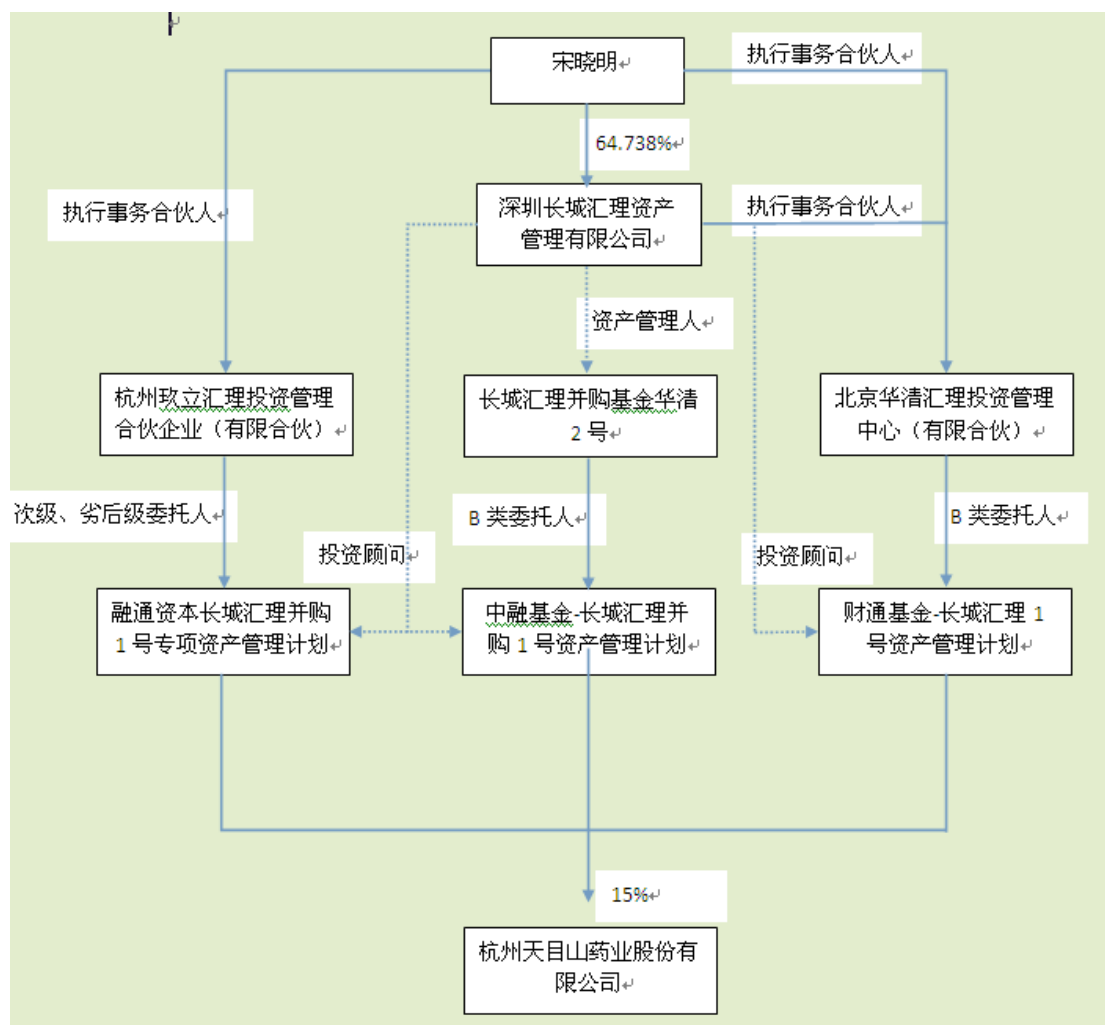 宋晓明
执行事务合伙人
64.738%
执行事务合伙人
深圳长城汇理资产
管理有限公司
执行事务合伙人
资产管理人
杭州玖立汇理投资管理
合伙企业（有限合伙）
长城汇理并购基金华清
2 号
北京华清汇理投资管理
中心（有限合伙）
次级、劣后级委托人
B 类委托人
B 类委托人
投资顾问
投资顾问
融通资本长城汇理并购
1 号专项资产管理计划
中融基金-长城汇理并
购 1 号资产管理计划
财通基金-长城汇理 1
号资产管理计划
15%
杭州天目山药业股份有
限公司